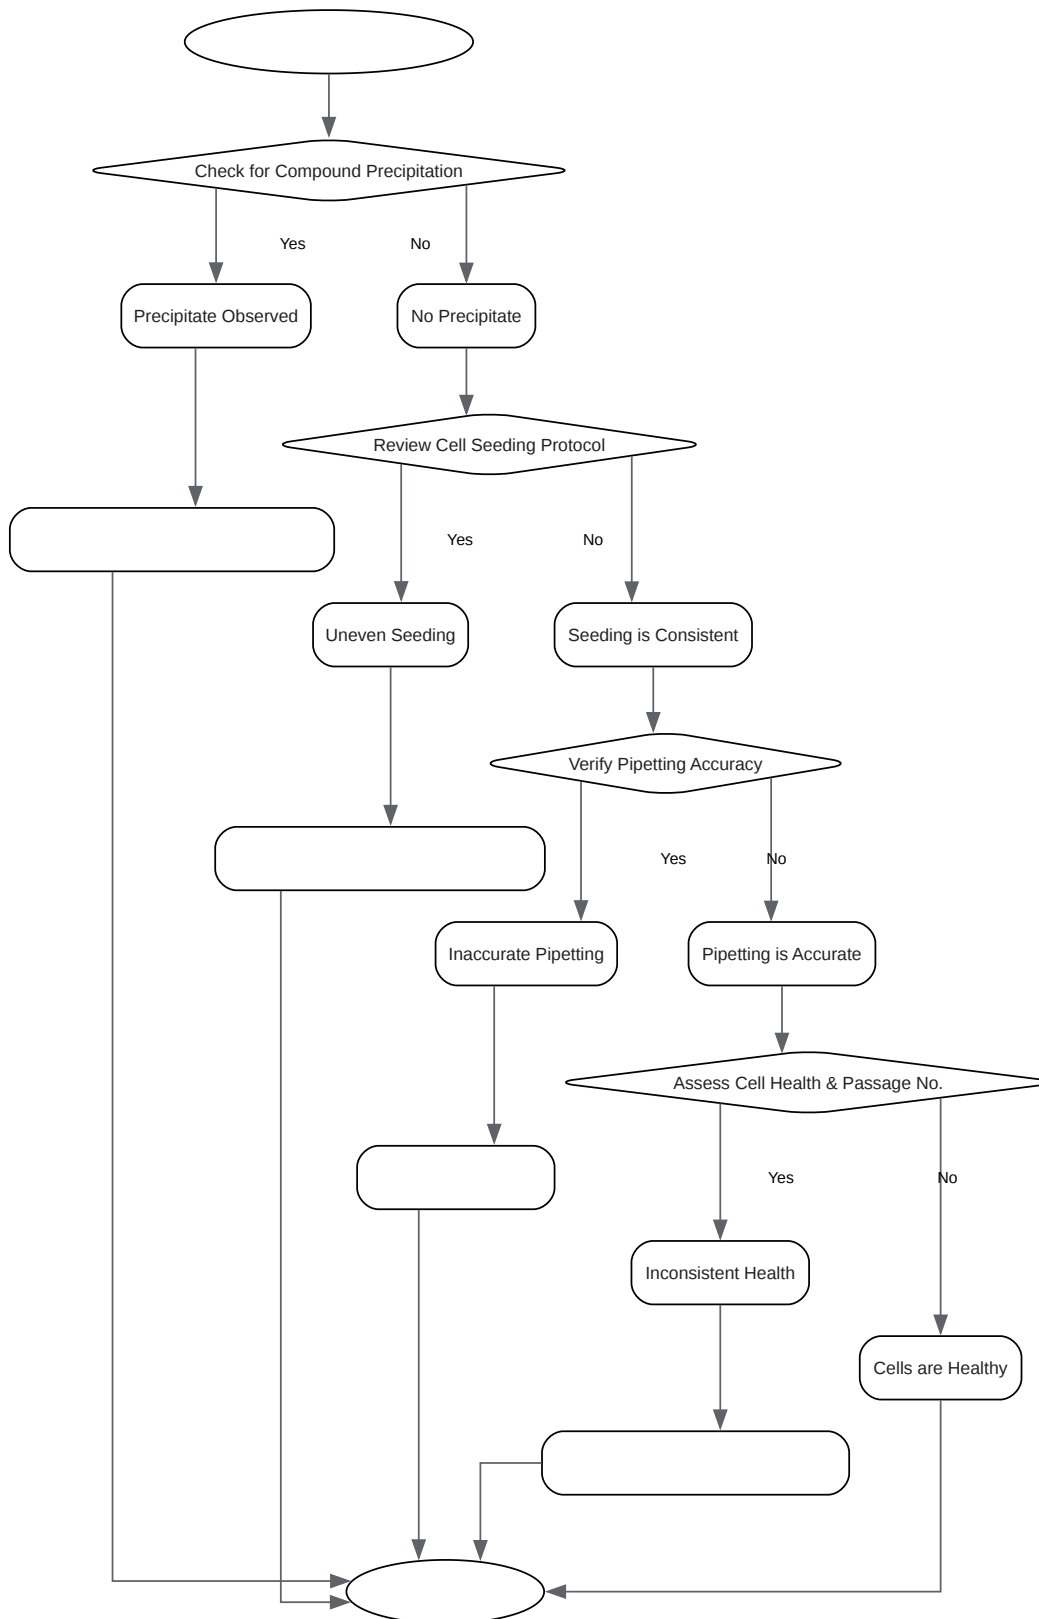 Check for Compound Precipitation
Yes
No
Precipitate Observed
No Precipitate
Review Cell Seeding Protocol
Yes
No
Uneven Seeding
Seeding is Consistent
Verify Pipetting Accuracy
Yes
No
Inaccurate Pipetting
Pipetting is Accurate
Assess Cell Health & Passage No.
Yes
No
Inconsistent Health
Cells are Healthy